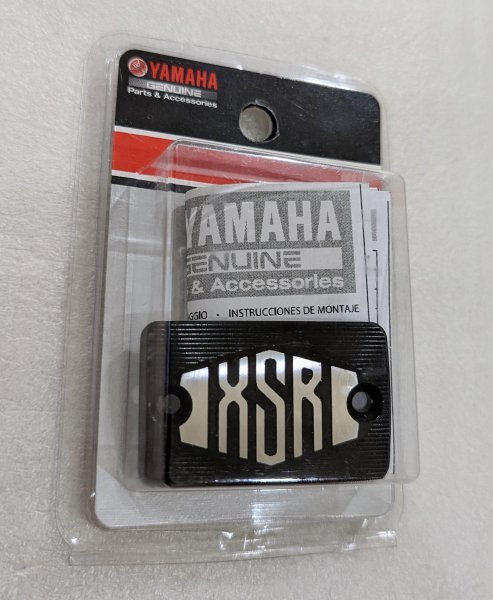 YAMAHA
GENUINE
Parts & Accessories
YAMAHA
GENUINE
& Accessories
GGIO - INSTRUCCIONES DE MONTAJE
XSR